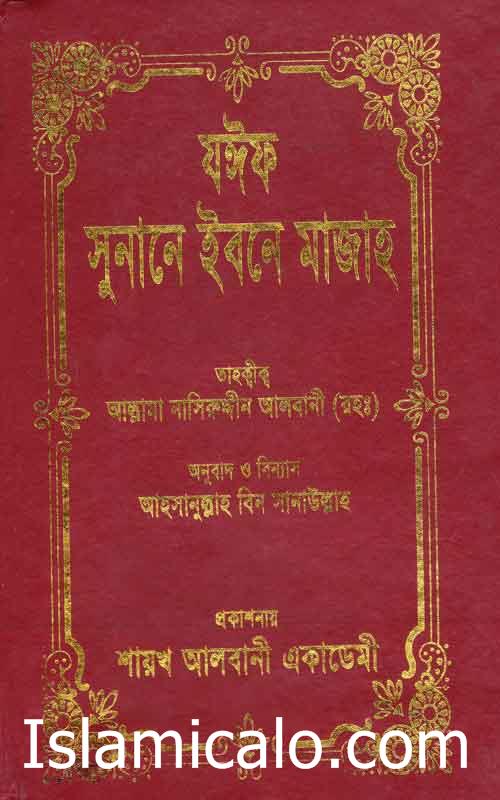 যঈফ
সুনানে ইবনে মাজাহ
তাহক্বীক্ব
আল্লামা নাসিরুদ্দীন আলবানী (রহঃ)
অনুবাদ ও বিন্যাস
আহসানুল্লাহ বিন সানাউল্লাহ
প্রকাশনায়
শায়খ আলবানী একাডেমী
Islamicalo.com